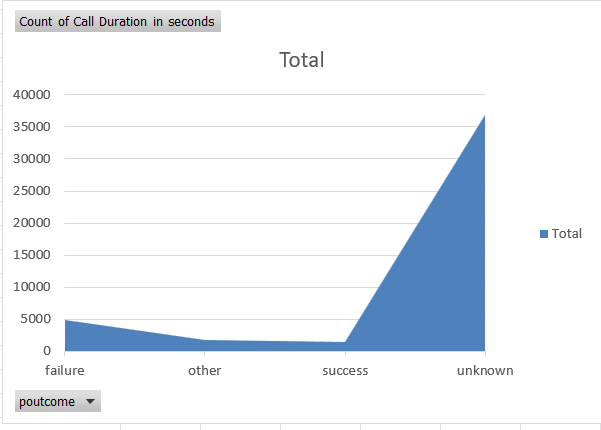 Count of Call Duration in seconds
Total
40000
35000
30000
25000
20000
15000
10000
5000
0
Total
failure other success unknown
poutcome